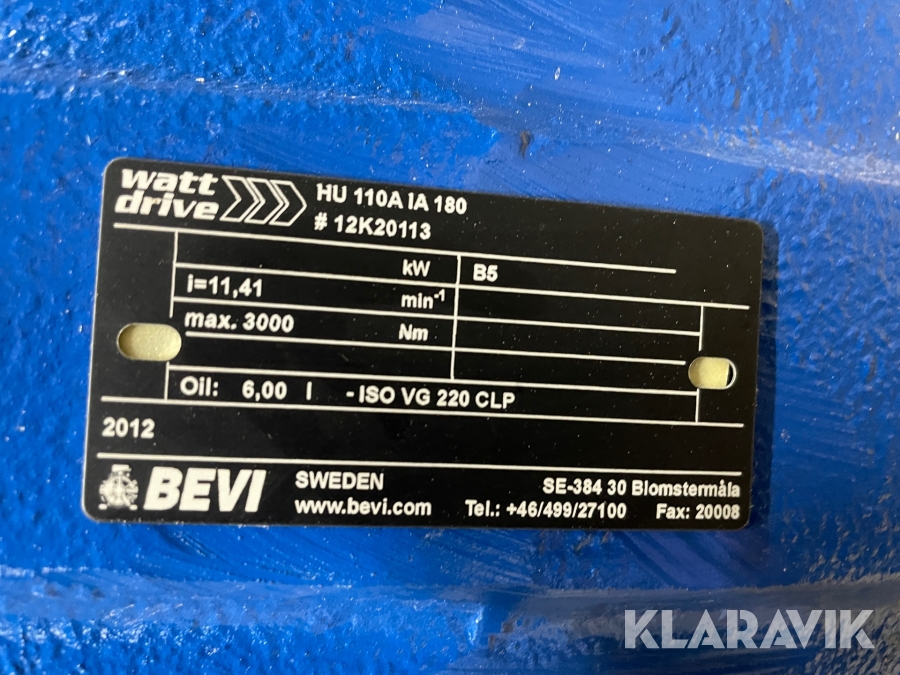 watt
drive
HU 110A IA 180
# 12K20113
kW B5
i=11,41 min-1
max. 3000 Nm
Oil: 6,00 l - ISO VG 220 CLP
2012
BEVI SWEDEN SE-384 30 Blomstermåla
www.bevi.com Tel.: +46/499/27100 Fax: 20008
KLARAVIK